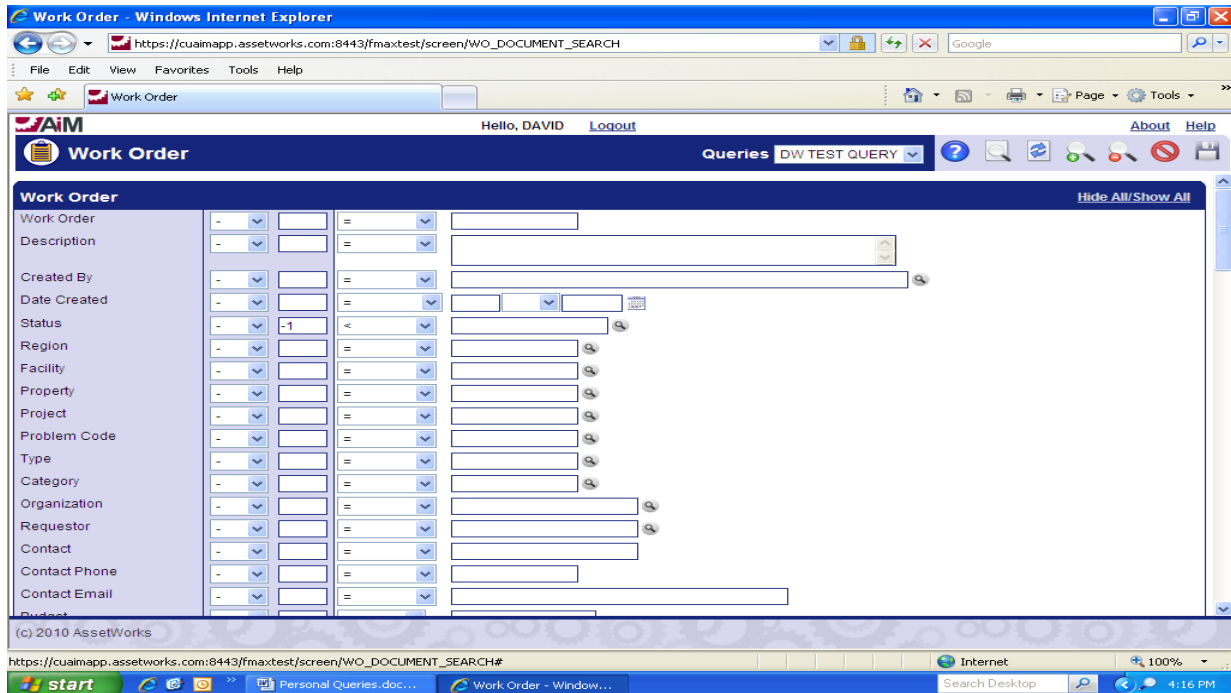 Work Order - Windows Internet Explorer
https://cuaimapp.assetworks.com:8443/fmaxtest/screen/WO_DOCUMENT_SEARCH
Google
File Edit View Favorites Tools Help
Work Order
Page Tools
AiM Hello, DAVID Logout About Help
Work Order Queries DW TEST QUERY
Work Order Hide All/Show All
Work Order - =
Description - =
Created By - =
Date Created - =
Status - -1 <
Region - =
Facility - =
Property - =
Project - =
Problem Code - =
Type - =
Category - =
Organization - =
Requestor - =
Contact - =
Contact Phone - =
Contact Email - =
Budget
(c) 2010 AssetWorks
https://cuaimapp.assetworks.com:8443/fmaxtest/screen/WO_DOCUMENT_SEARCH# Internet 100%
start Personal Queries.doc... Work Order - Window... Search Desktop 4:16 PM